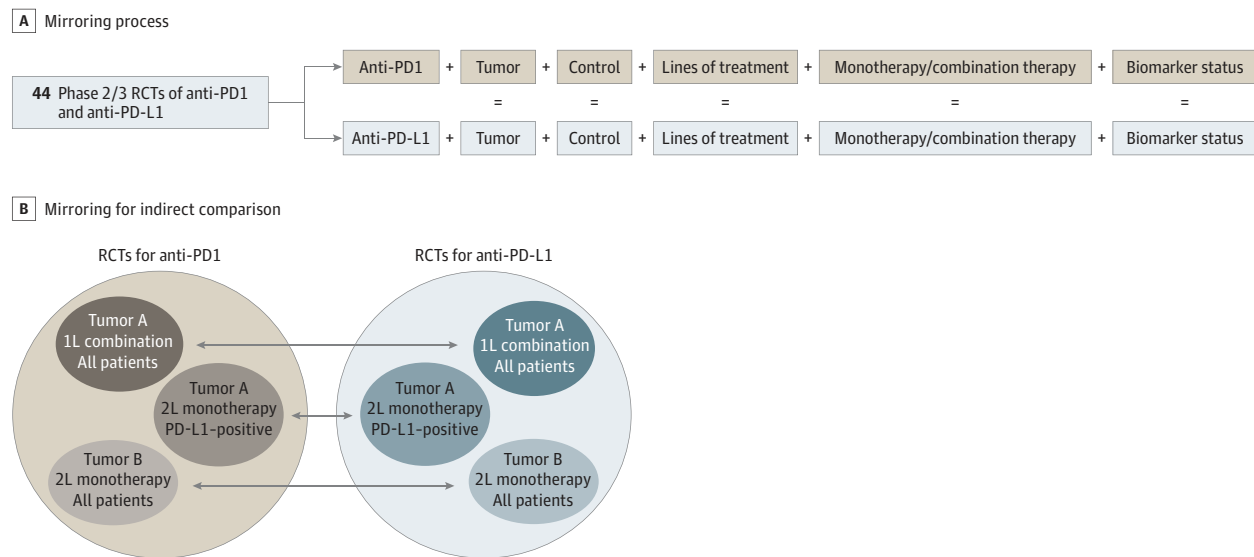 A Mirroring process
44 Phase 2/3 RCTs of anti-PD1
and anti-PD-L1
Anti-PD1 + Tumor + Control + Lines of treatment + Monotherapy/combination therapy + Biomarker status
= = = = =
Anti-PD-L1 + Tumor + Control + Lines of treatment + Monotherapy/combination therapy + Biomarker status
B Mirroring for indirect comparison
RCTs for anti-PD1
Tumor A
1L combination
All patients
Tumor A
2L monotherapy
PD-L1-positive
Tumor B
2L monotherapy
All patients
RCTs for anti-PD-L1
Tumor A
1L combination
All patients
Tumor A
2L monotherapy
PD-L1-positive
Tumor B
2L monotherapy
All patients